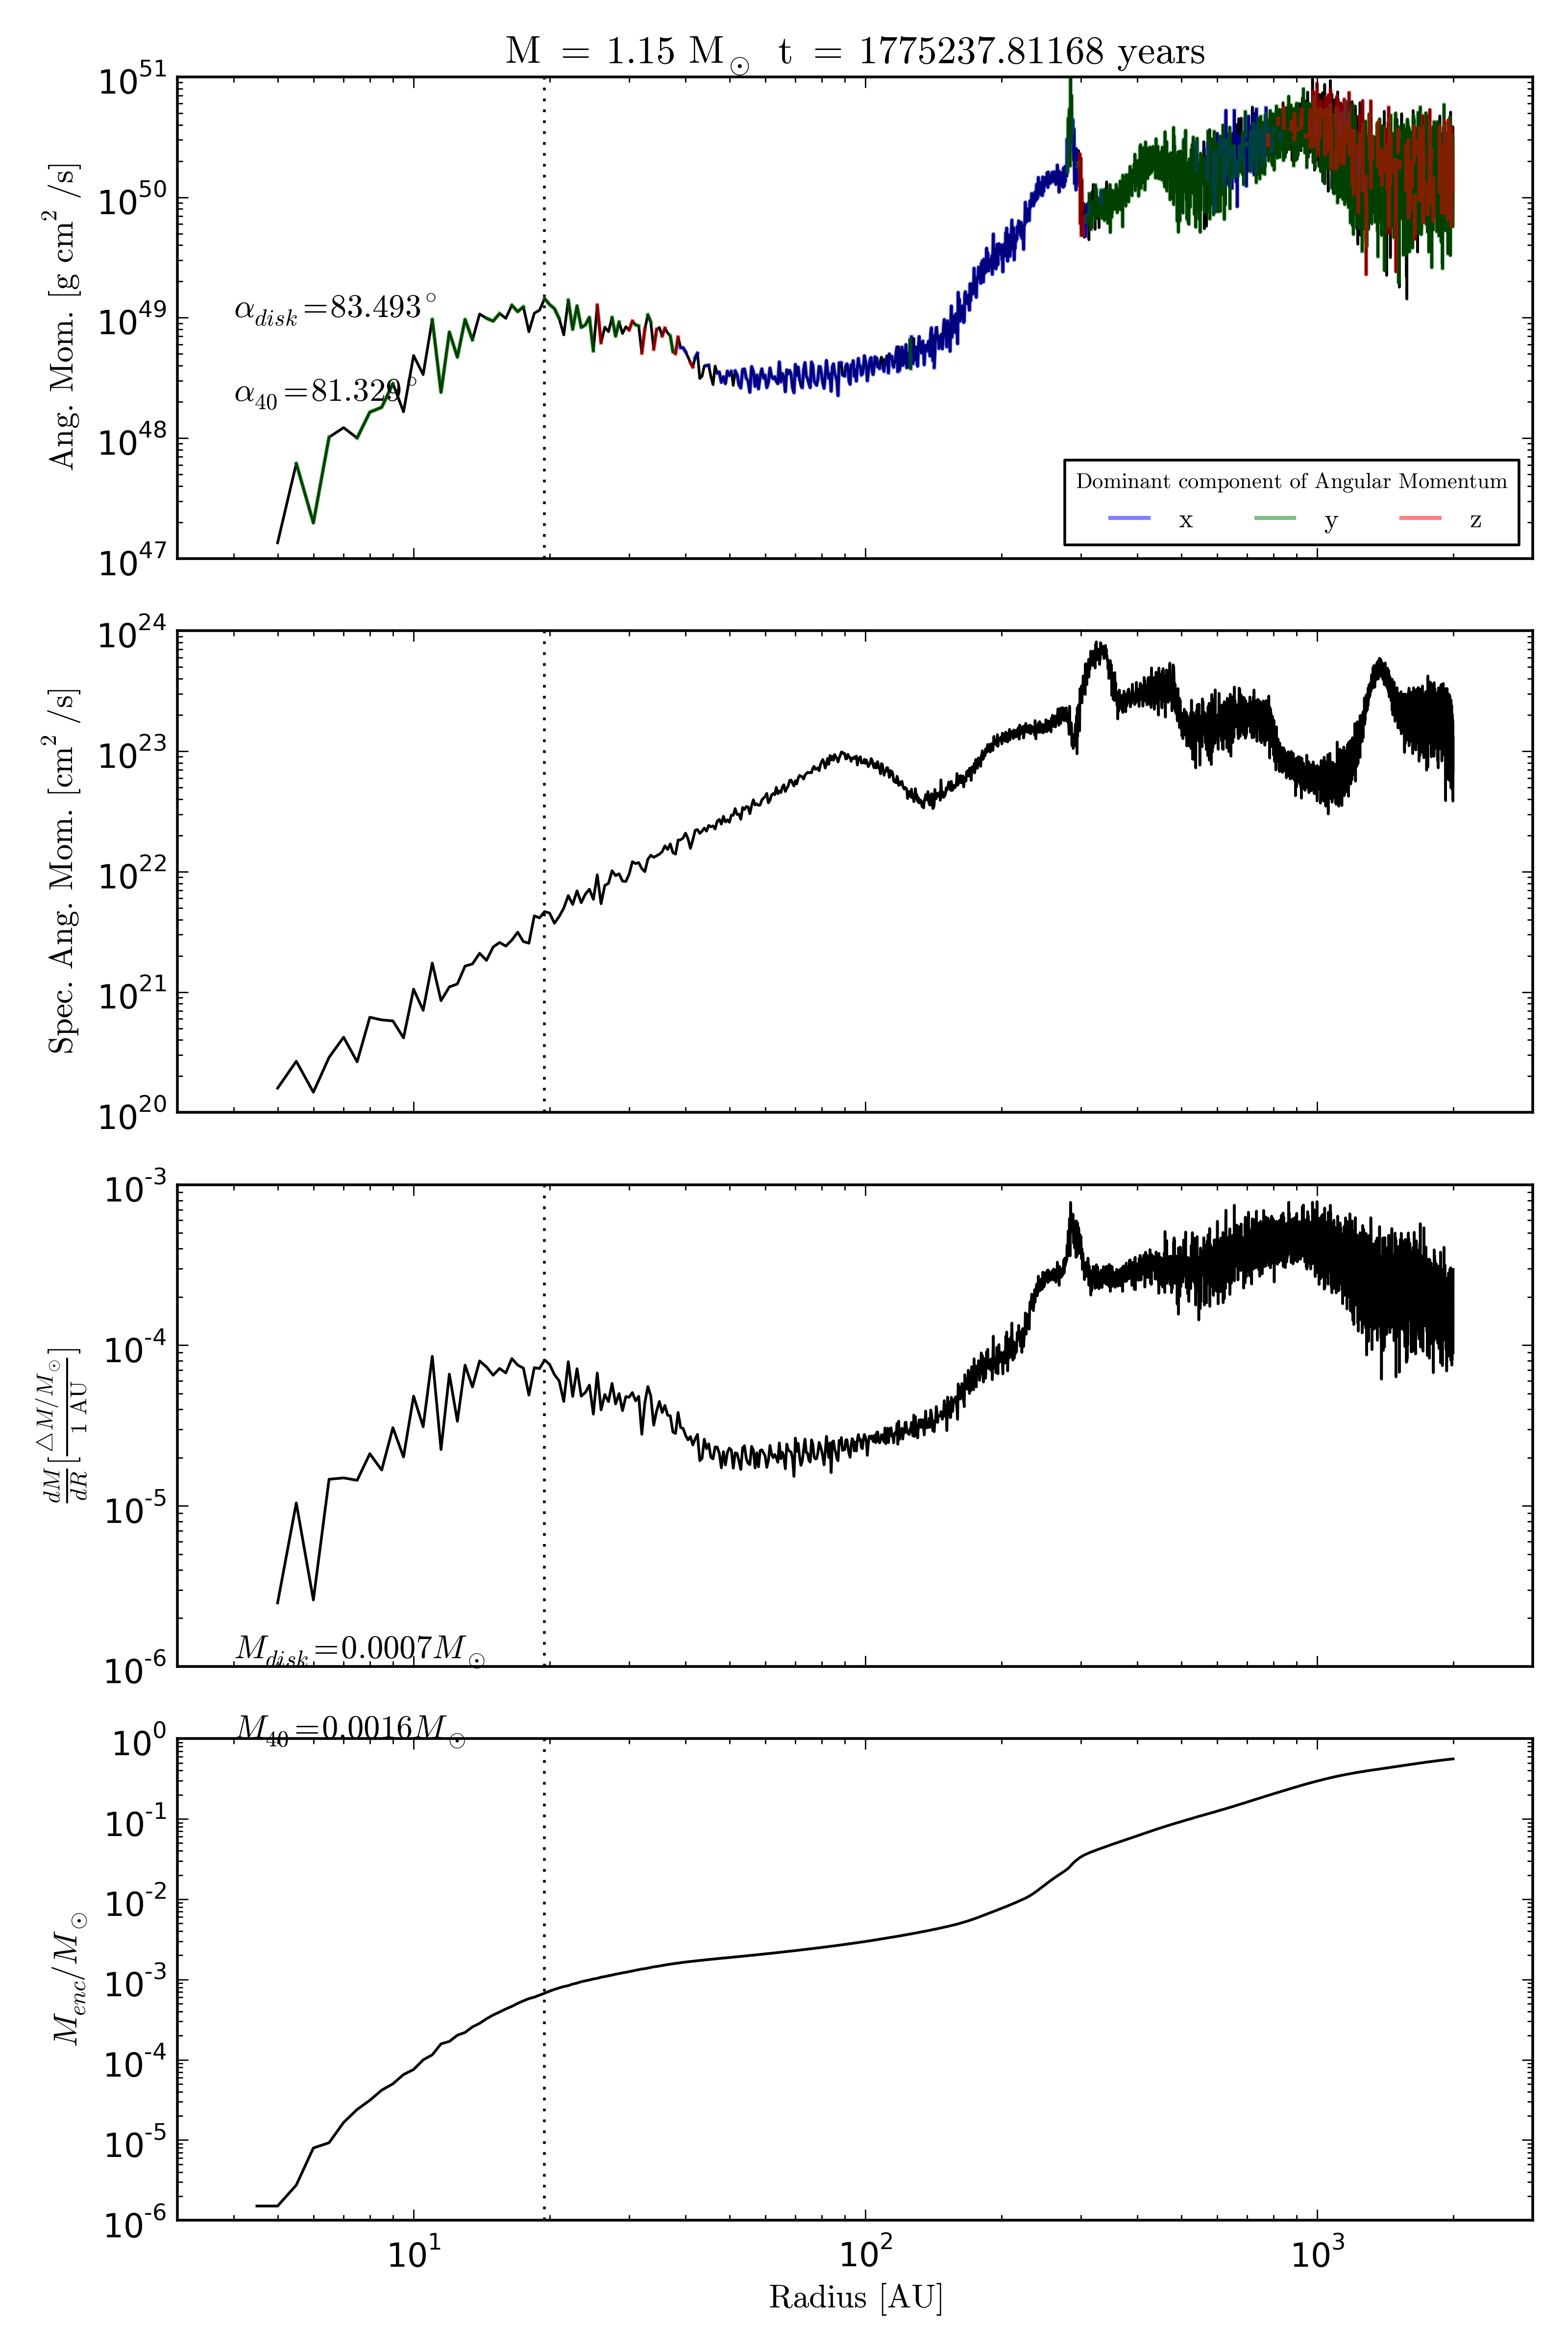 M = 1.15 M⊙ t = 1775237.81168 years
10^51
10^50
10^49
10^48
10^47
Ang. Mom. [g cm^2 /s]
α_disk = 83.493°
α_40 = 81.329°
Dominant component of Angular Momentum
x y z
10^24
10^23
10^22
10^21
10^20
Spec. Ang. Mom. [cm^2 /s]
10^-3
10^-4
10^-5
10^-6
dM/dR [△M/M⊙ / 1 AU]
M_disk = 0.0007M⊙
M_40 = 0.0016M⊙
10^0
10^-1
10^-2
10^-3
10^-4
10^-5
10^-6
M_enc/M⊙
10^1 10^2 10^3
Radius [AU]